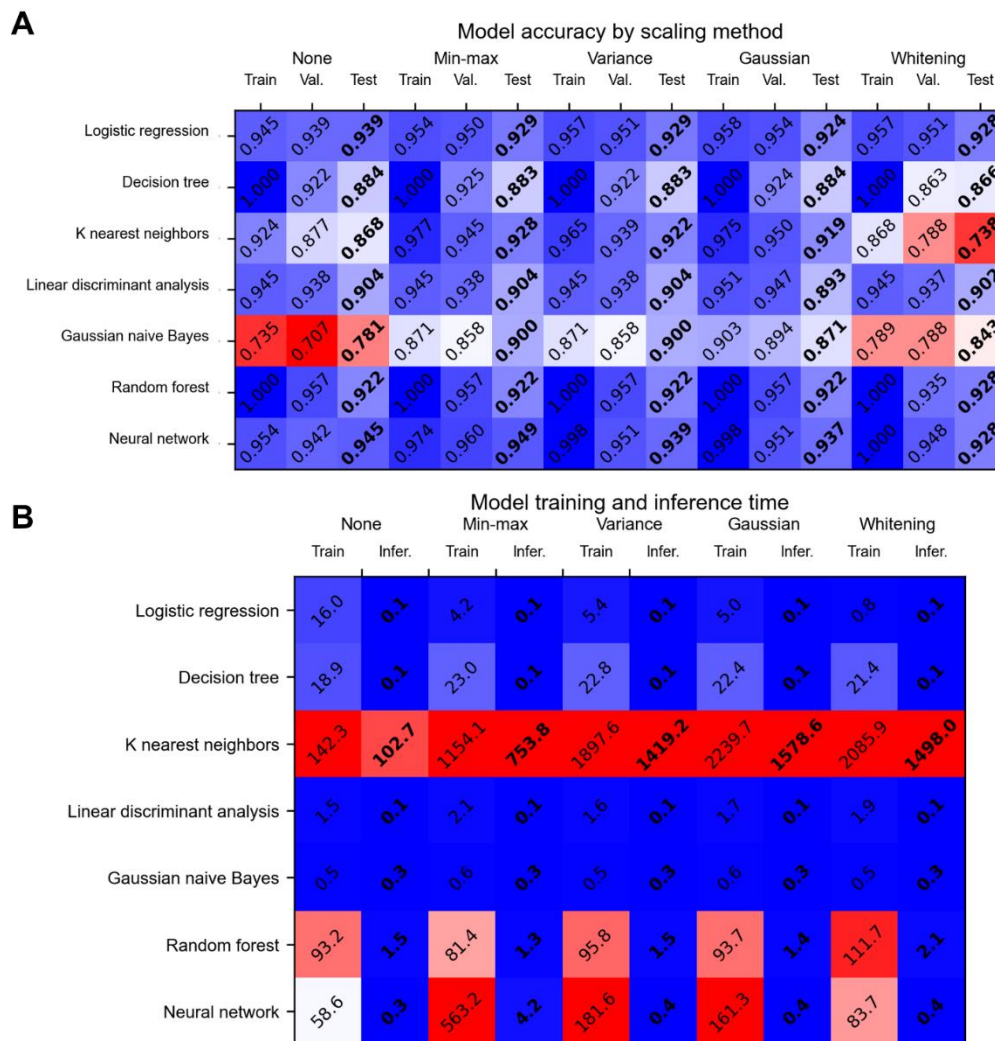 A
Model accuracy by scaling method
None Min-max Variance Gaussian Whitening
Train Val. Test Train Val. Test Train Val. Test Train Val. Test Train Val. Test
Logistic regression 0.945 0.939 0.939 0.954 0.950 0.929 0.957 0.951 0.929 0.958 0.954 0.924 0.957 0.951 0.928
Decision tree 1.000 0.922 0.884 1.000 0.925 0.883 1.000 0.922 0.883 1.000 0.924 0.884 1.000 0.863 0.866
K nearest neighbors 0.924 0.877 0.868 0.977 0.945 0.928 0.965 0.939 0.922 0.975 0.950 0.919 0.868 0.788 0.738
Linear discriminant analysis 0.945 0.938 0.904 0.945 0.938 0.904 0.945 0.938 0.904 0.951 0.947 0.893 0.945 0.937 0.902
Gaussian naive Bayes 0.735 0.707 0.781 0.871 0.858 0.900 0.871 0.858 0.900 0.903 0.894 0.871 0.789 0.788 0.843
Random forest 1.000 0.957 0.922 1.000 0.957 0.922 1.000 0.957 0.922 1.000 0.957 0.922 1.000 0.935 0.928
Neural network 0.954 0.942 0.945 0.974 0.960 0.949 0.998 0.951 0.939 0.998 0.951 0.937 1.000 0.948 0.928
B
Model training and inference time
None Min-max Variance Gaussian Whitening
Train Infer. Train Infer. Train Infer. Train Infer. Train Infer.
Logistic regression 16.0 0.1 4.2 0.1 5.4 0.1 5.0 0.1 0.8 0.1
Decision tree 18.9 0.1 23.0 0.1 22.8 0.1 22.4 0.1 21.4 0.1
K nearest neighbors 142.3 102.7 1154.1 753.8 1897.6 1419.2 2239.7 1578.6 2085.9 1498.0
Linear discriminant analysis 1.5 0.1 2.1 0.1 1.6 0.1 1.7 0.1 1.9 0.1
Gaussian naive Bayes 0.5 0.3 0.6 0.3 0.5 0.3 0.6 0.3 0.5 0.3
Random forest 93.2 1.5 81.4 1.3 95.8 1.5 93.7 1.4 111.7 2.1
Neural network 58.6 0.3 563.2 4.2 181.6 0.4 161.3 0.4 83.7 0.4